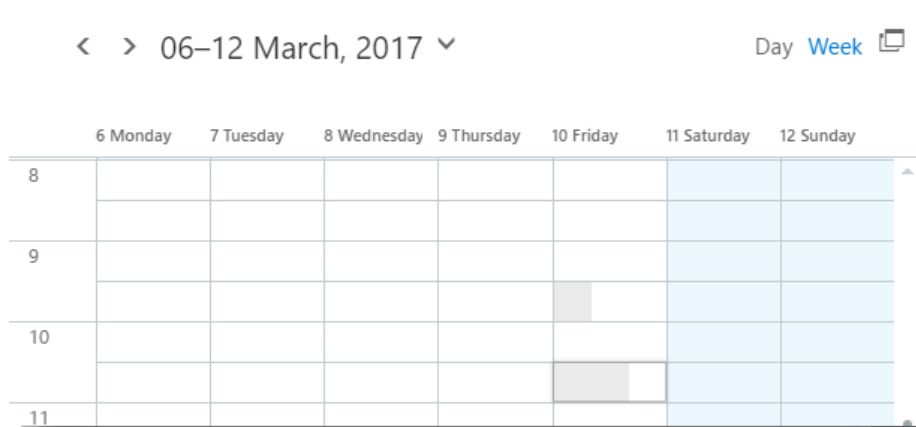 06–12 March, 2017
Day Week
6 Monday 7 Tuesday 8 Wednesday 9 Thursday 10 Friday 11 Saturday 12 Sunday
8
9
10
11